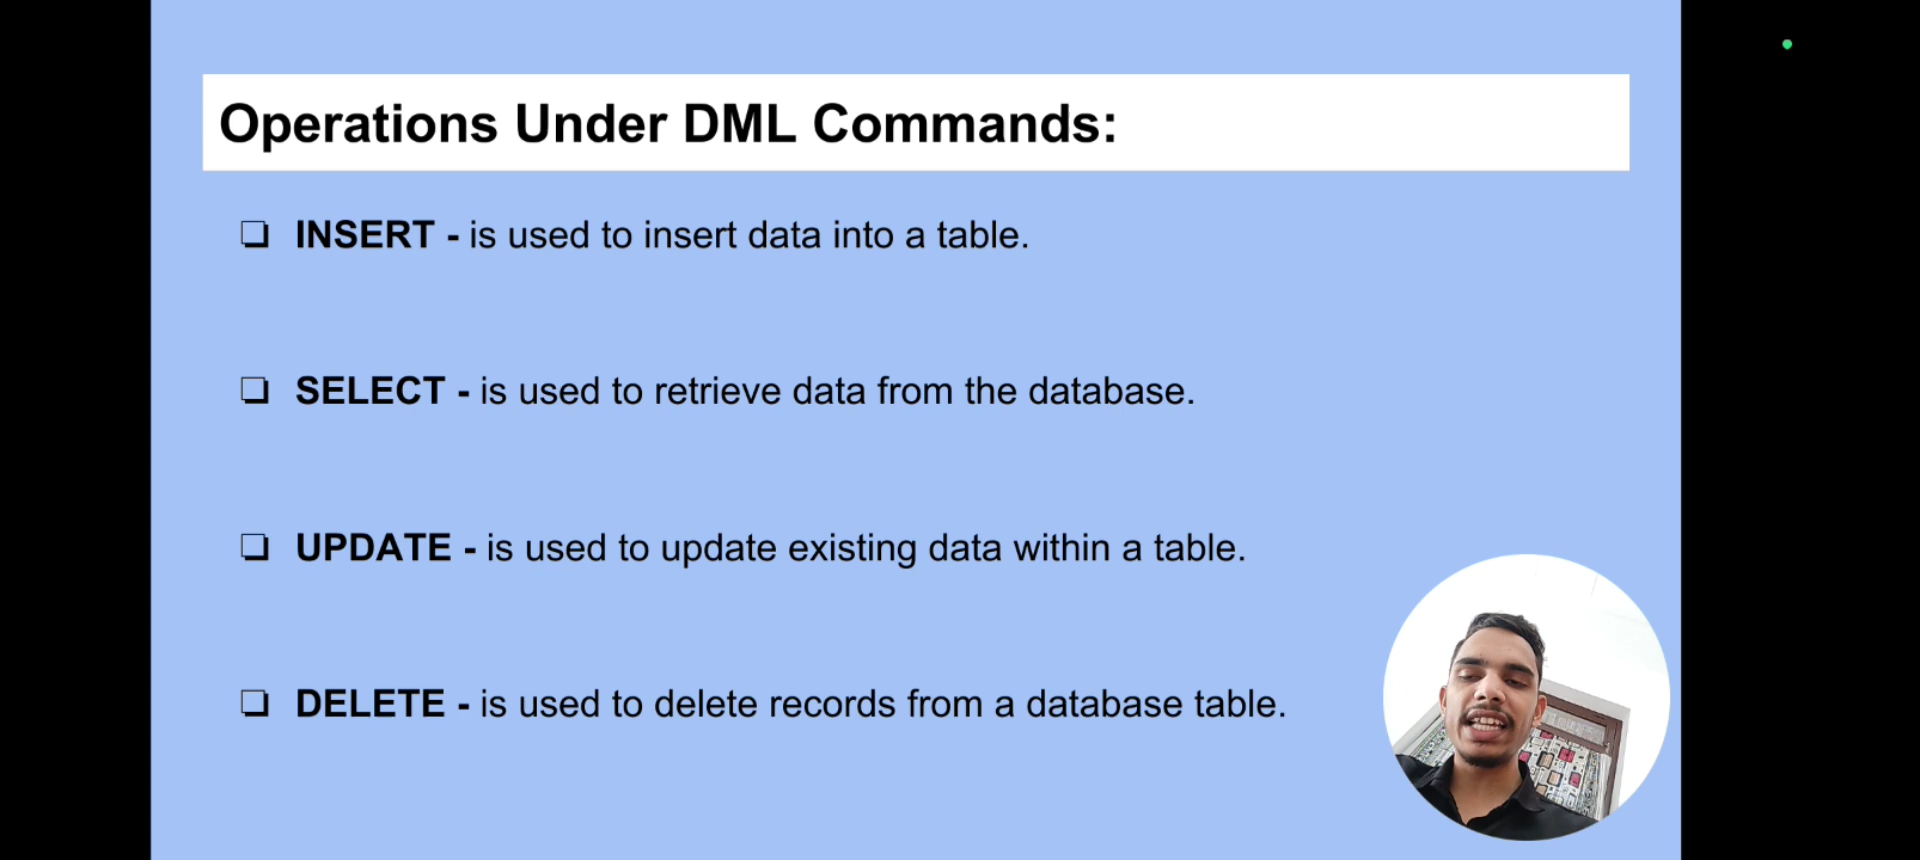 Operations Under DML Commands:
❏ INSERT - is used to insert data into a table.
❏ SELECT - is used to retrieve data from the database.
❏ UPDATE - is used to update existing data within a table.
❏ DELETE - is used to delete records from a database table.